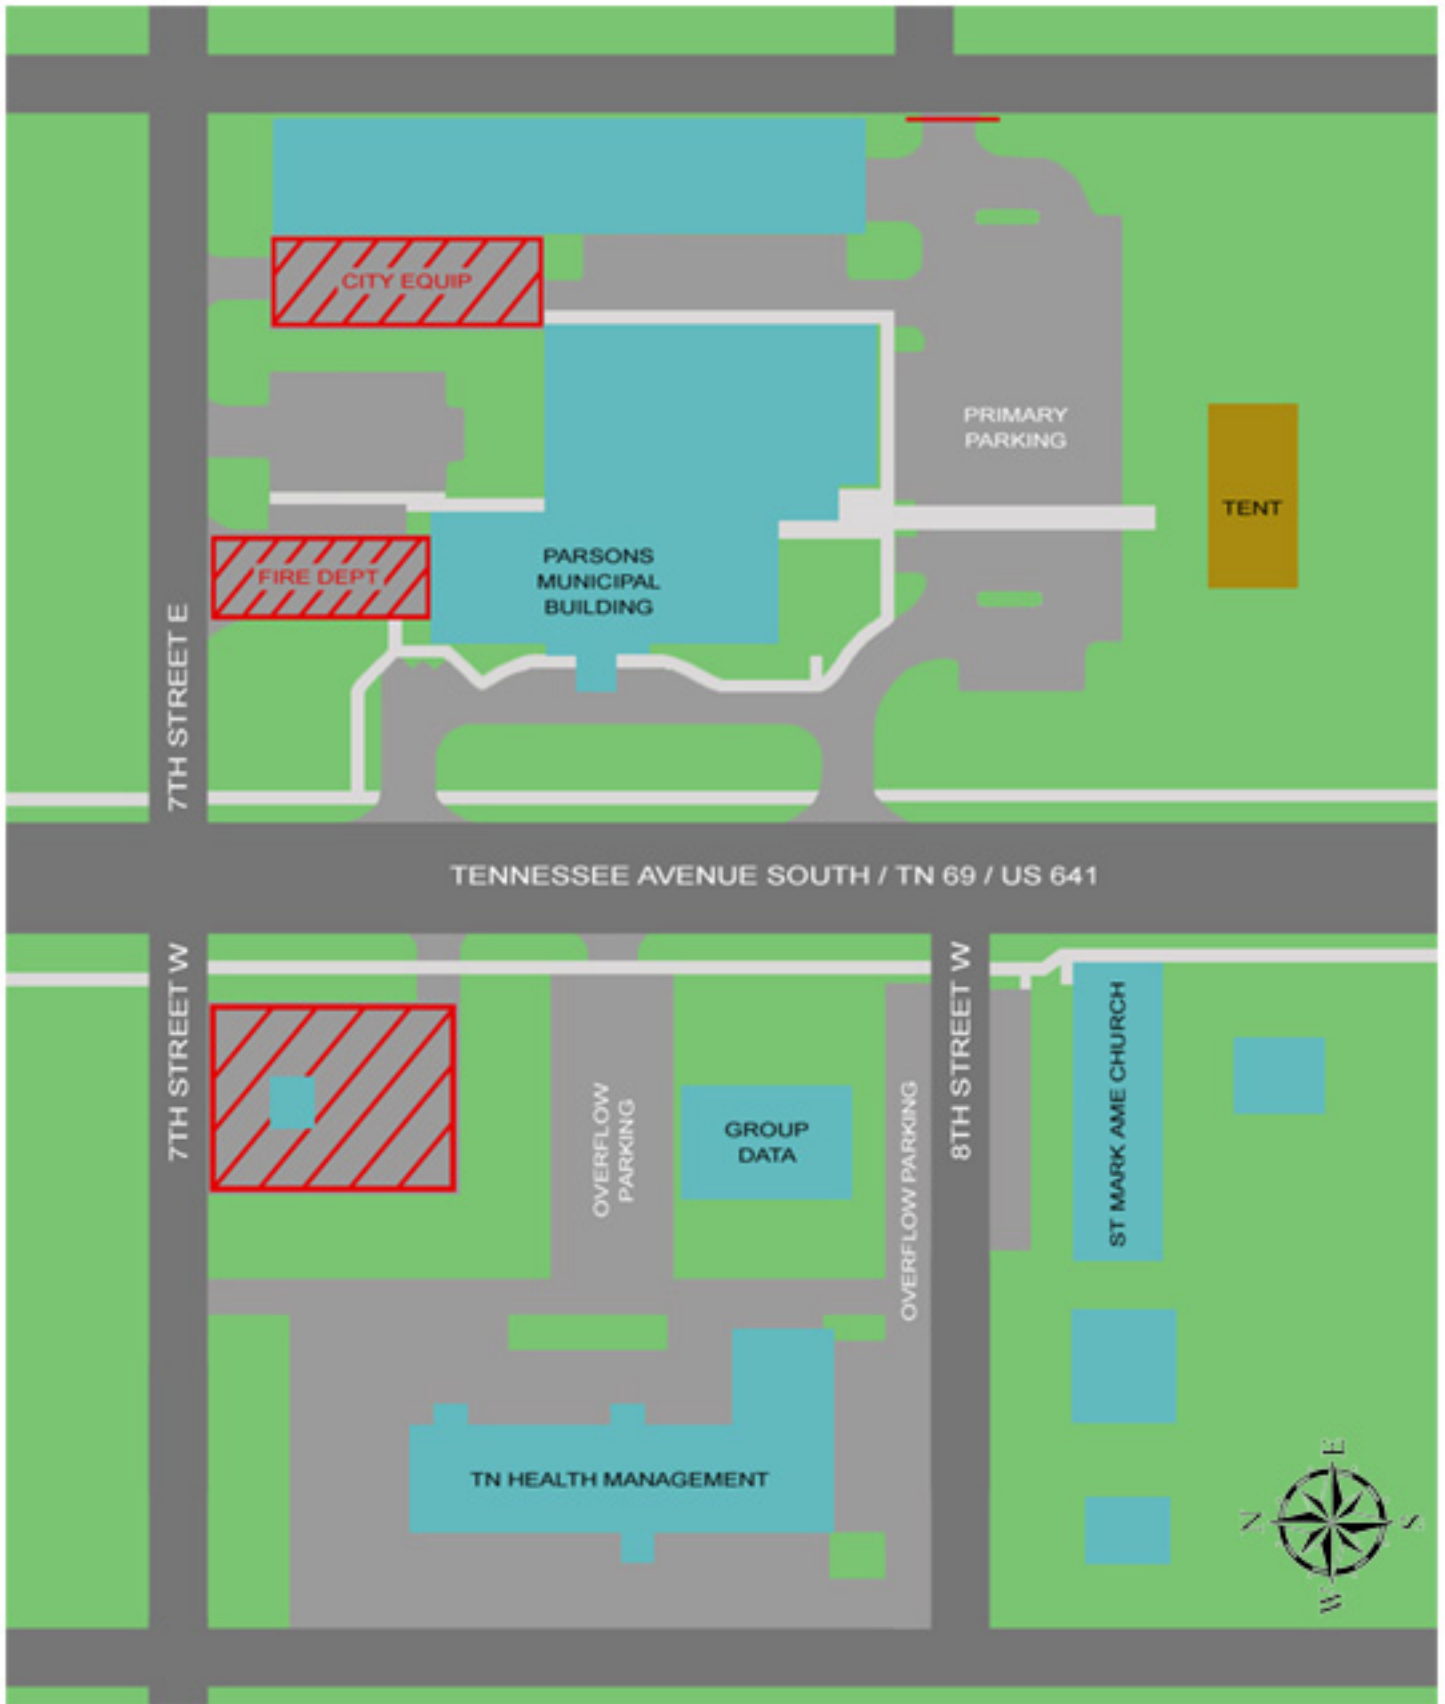 CITY EQUIP
PRIMARY
PARKING
TENT
FIRE DEPT
PARSONS
MUNICIPAL
BUILDING
7TH STREET E
TENNESSEE AVENUE SOUTH / TN 69 / US 641
7TH STREET W
OVERFLOW
PARKING
GROUP
DATA
OVERFLOW PARKING
8TH STREET W
ST MARK AME CHURCH
TN HEALTH MANAGEMENT
E
N
S
W